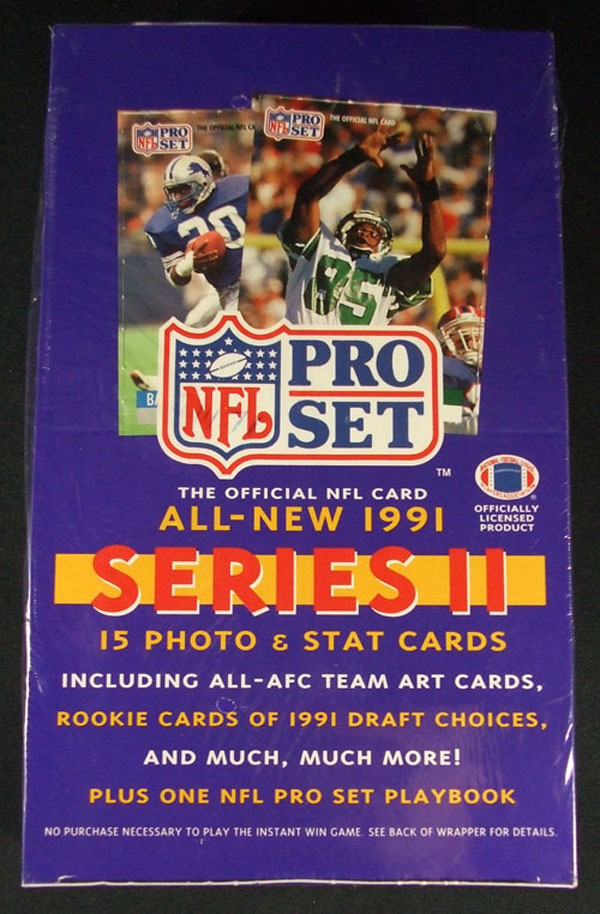 NFL PRO SET THE OFFICIAL NFL CA
NFL PRO SET THE OFFICIAL NFL CARD
20
85
BA
NFL
PRO
SET
TM
THE OFFICIAL NFL CARD
ALL-NEW 1991
OFFICIALLY
LICENSED
PRODUCT
SERIES II
15 PHOTO & STAT CARDS
INCLUDING ALL-AFC TEAM ART CARDS,
ROOKIE CARDS OF 1991 DRAFT CHOICES,
AND MUCH, MUCH MORE!
PLUS ONE NFL PRO SET PLAYBOOK
NO PURCHASE NECESSARY TO PLAY THE INSTANT WIN GAME. SEE BACK OF WRAPPER FOR DETAILS.